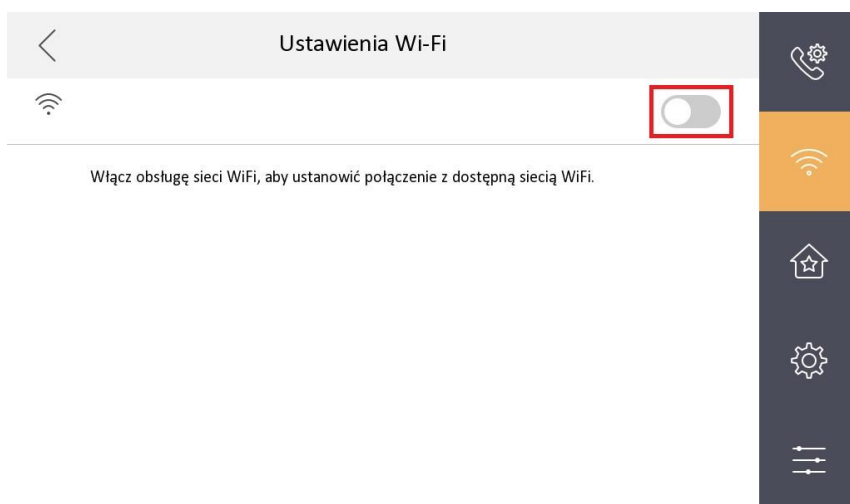 Ustawienia Wi-Fi
Włącz obsługę sieci WiFi, aby ustanowić połączenie z dostępną siecią WiFi.